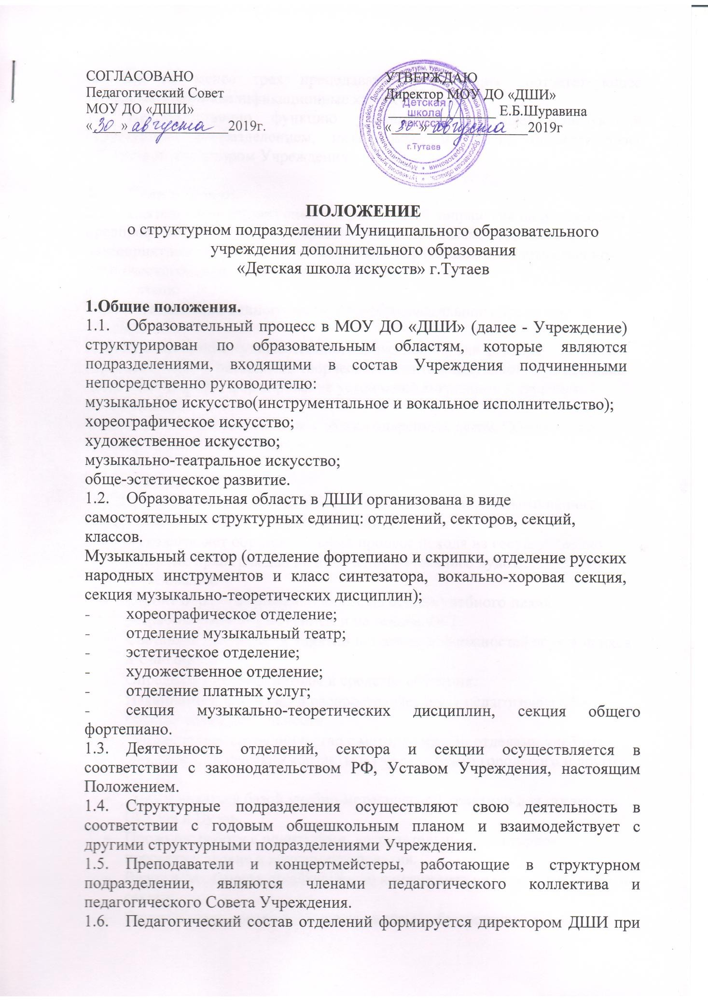 СОГЛАСОВАНО
Педагогический Совет
МОУ ДО «ДШИ»
«30» августа 2019г.
УТВЕРЖДАЮ
Директор МОУ ДО «ДШИ»
Е.Б.Шуравина
«30» августа 2019г
Детская
школа
искусств
г.Тутаев
ПОЛОЖЕНИЕ
о структурном подразделении Муниципального образовательного
учреждения дополнительного образования
«Детская школа искусств» г.Тутаев
1.Общие положения.
1.1. Образовательный процесс в МОУ ДО «ДШИ» (далее - Учреждение)
структурирован по образовательным областям, которые являются
подразделениями, входящими в состав Учреждения подчиненными
непосредственно руководителю:
музыкальное искусство(инструментальное и вокальное исполнительство);
хореографическое искусство;
художественное искусство;
музыкально-театральное искусство;
обще-эстетическое развитие.
1.2. Образовательная область в ДШИ организована в виде
самостоятельных структурных единиц: отделений, секторов, секций,
классов.
Музыкальный сектор (отделение фортепиано и скрипки, отделение русских
народных инструментов и класс синтезатора, вокально-хоровая секция,
секция музыкально-теоретических дисциплин);
- хореографическое отделение;
- отделение музыкальный театр;
- эстетическое отделение;
- художественное отделение;
- отделение платных услуг;
- секция музыкально-теоретических дисциплин, секция общего
фортепиано.
1.3. Деятельность отделений, сектора и секции осуществляется в
соответствии с законодательством РФ, Уставом Учреждения, настоящим
Положением.
1.4. Структурные подразделения осуществляют свою деятельность в
соответствии с годовым общешкольным планом и взаимодействует с
другими структурными подразделениями Учреждения.
1.5. Преподаватели и концертмейстеры, работающие в структурном
подразделении, являются членами педагогического коллектива и
педагогического Совета Учреждения.
1.6. Педагогический состав отделений формируется директором ДШИ при